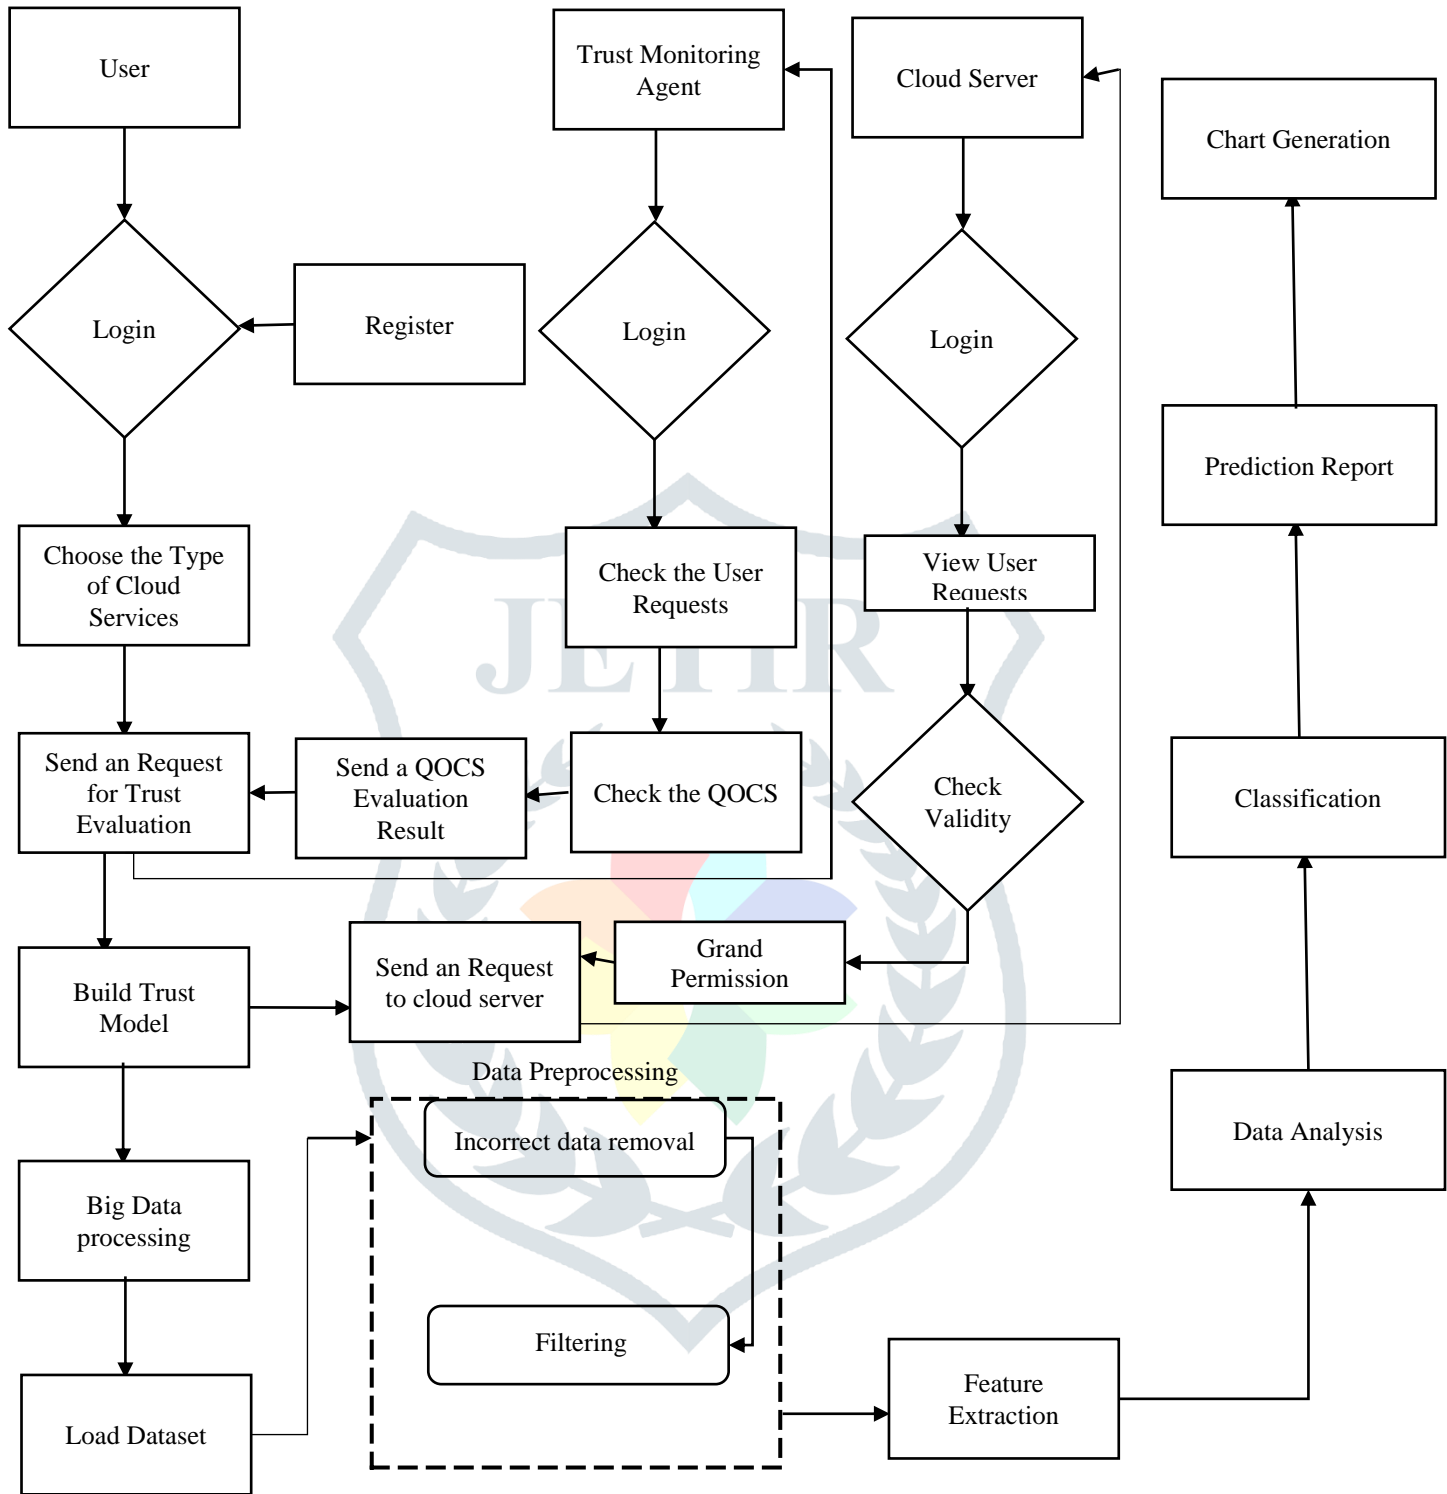 User
Trust Monitoring
Agent
Cloud Server
Chart Generation
Login
Register
Login
Login
Prediction Report
Choose the Type
of Cloud
Services
Check the User
Requests
View User
Requests
JETIR
Send an Request
for Trust
Evaluation
Send a QOCS
Evaluation
Result
Check the QOCS
Check
Validity
Classification
Build Trust
Model
Send an Request
to cloud server
Grand
Permission
Data Preprocessing
Incorrect data removal
Data Analysis
Big Data
processing
Filtering
Feature
Extraction
Load Dataset